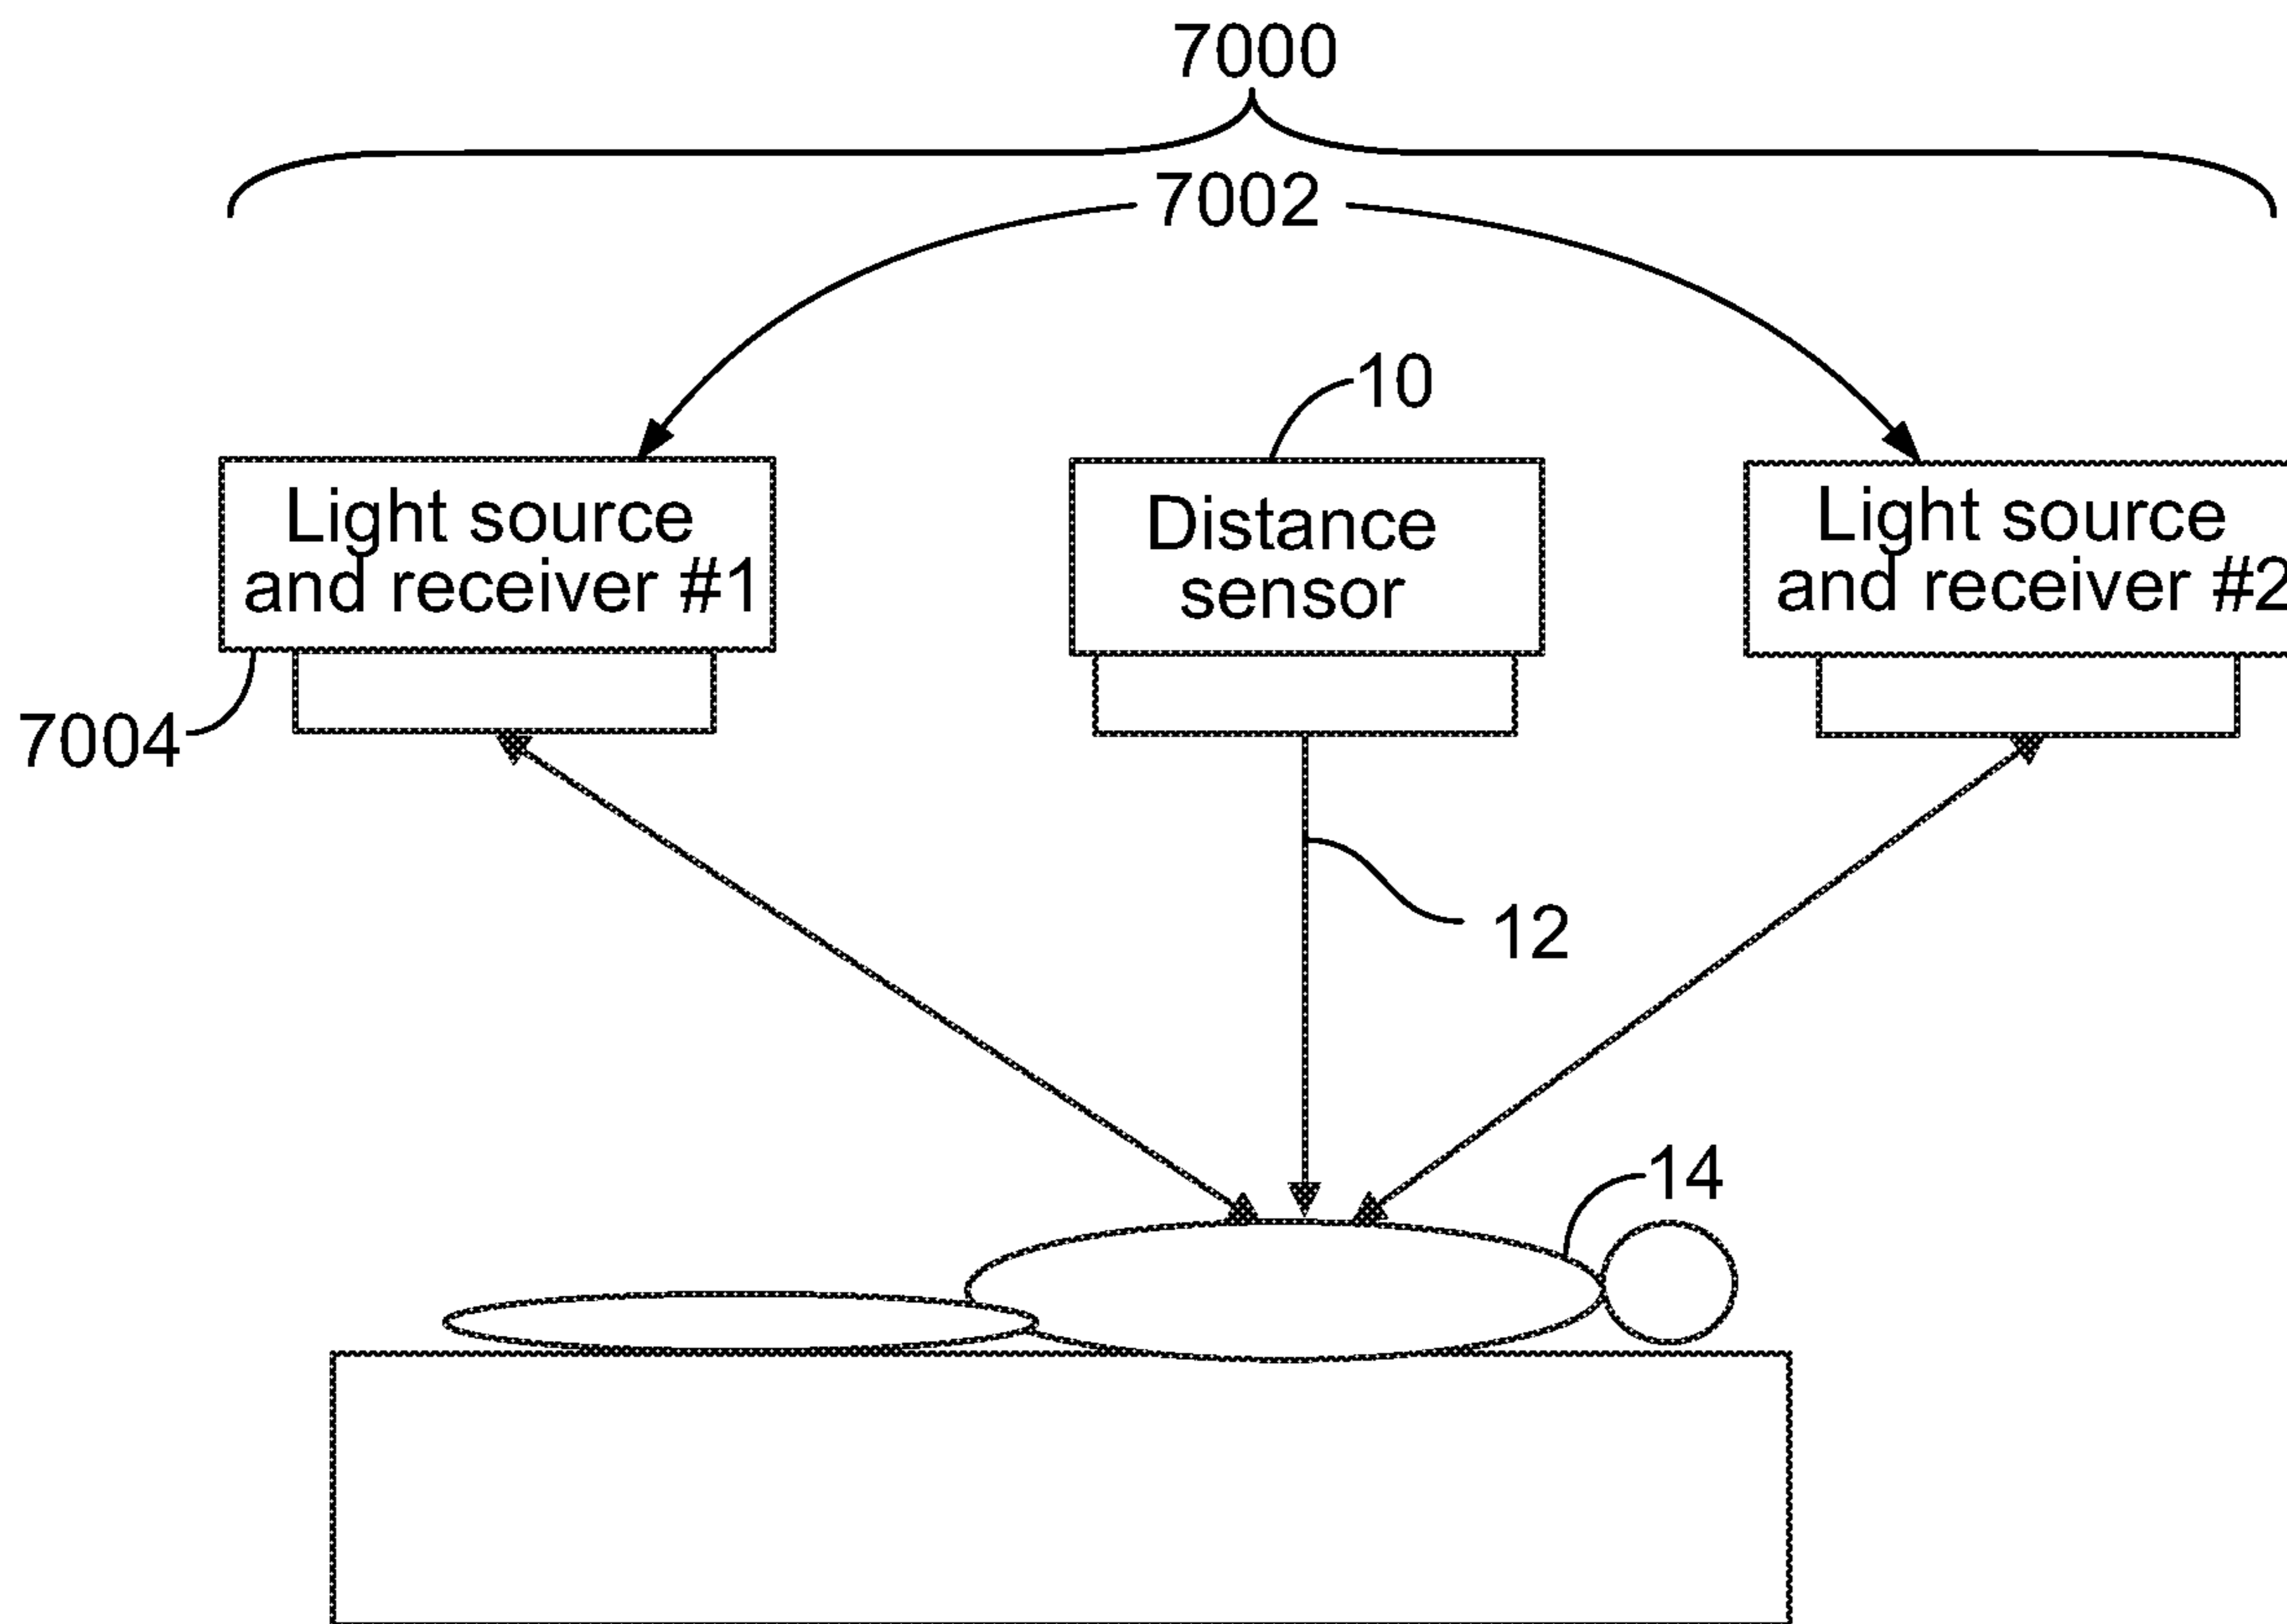 7000
7002
10
Light source
and receiver #1
Distance
sensor
Light source
and receiver #2
7004
12
14